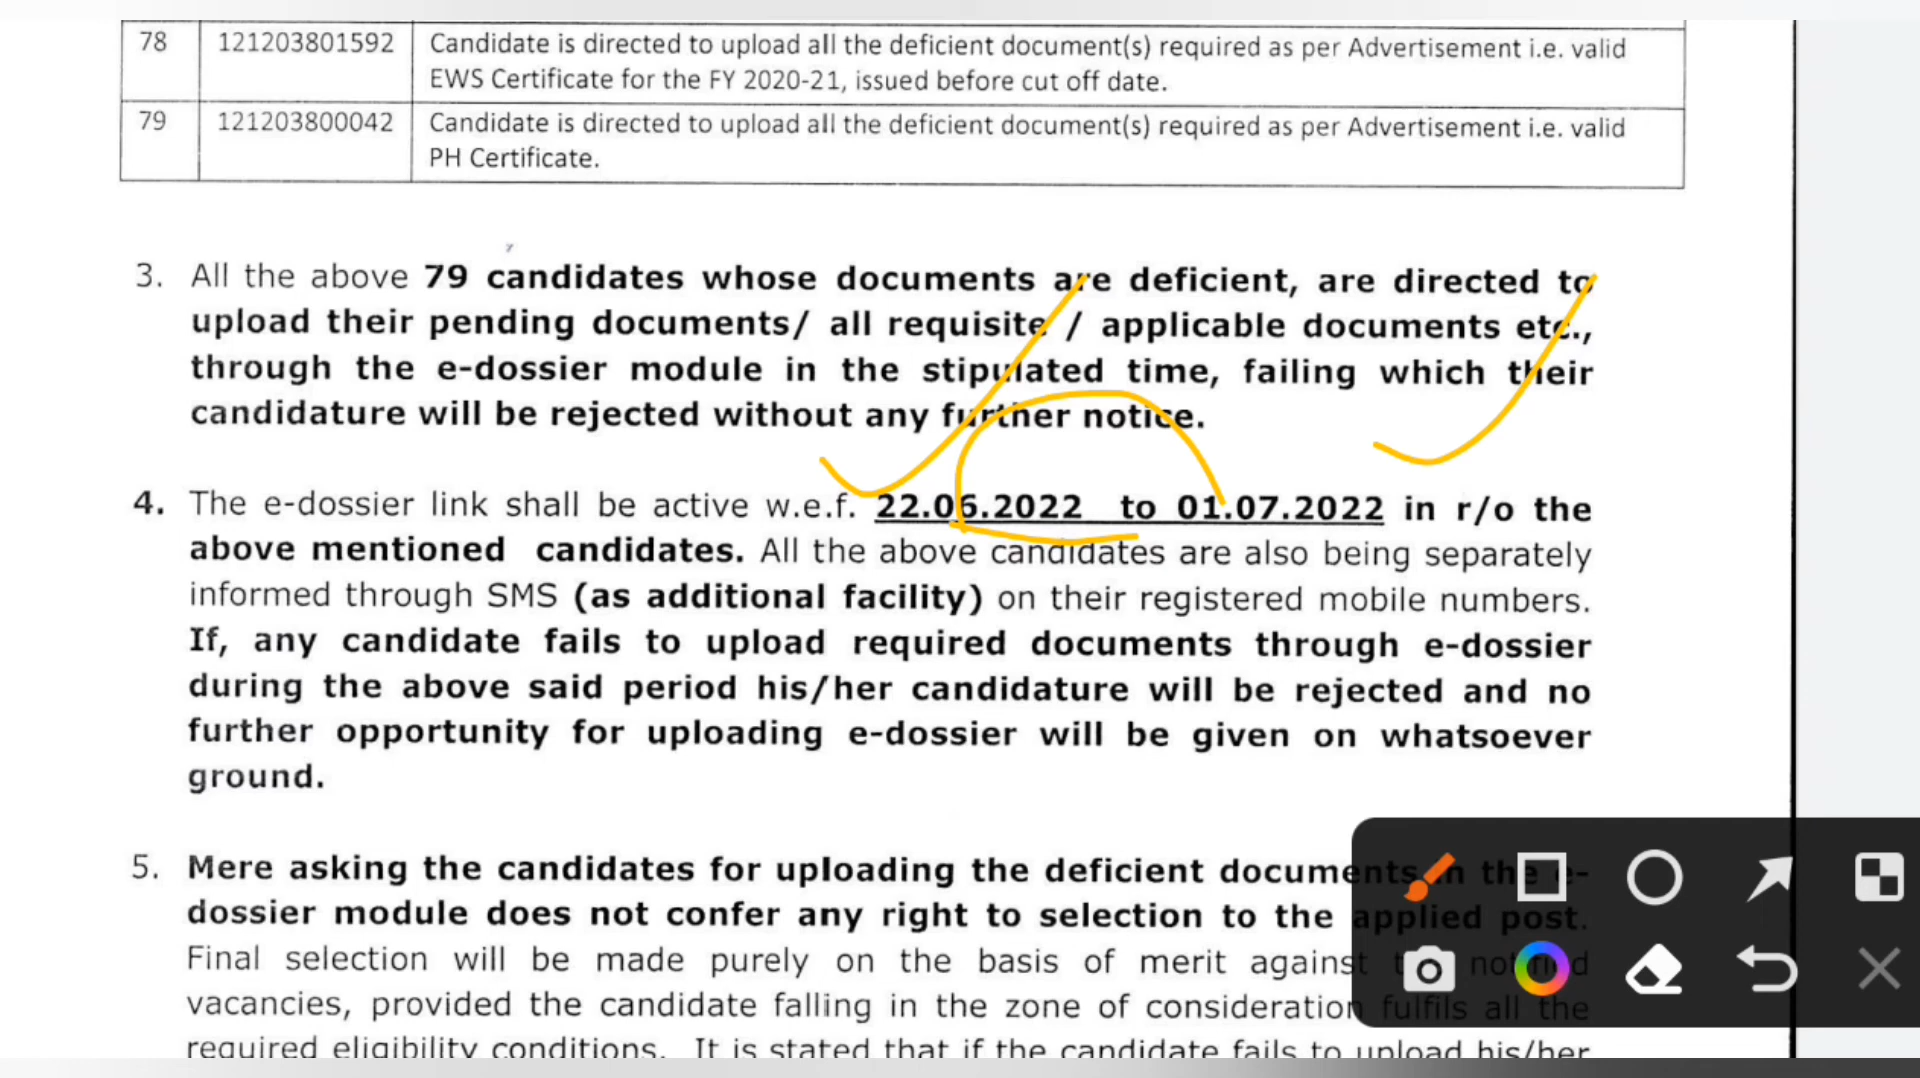 78 121203801592 Candidate is directed to upload all the deficient document(s) required as per Advertisement i.e. valid
EWS Certificate for the FY 2020-21, issued before cut off date.
79 121203800042 Candidate is directed to upload all the deficient document(s) required as per Advertisement i.e. valid
PH Certificate.
3. All the above 79 candidates whose documents are deficient, are directed to
upload their pending documents/ all requisite / applicable documents etc.,
through the e-dossier module in the stipulated time, failing which their
candidature will be rejected without any further notice.
4. The e-dossier link shall be active w.e.f. 22.06.2022 to 01.07.2022 in r/o the
above mentioned candidates. All the above candidates are also being separately
informed through SMS (as additional facility) on their registered mobile numbers.
If, any candidate fails to upload required documents through e-dossier
during the above said period his/her candidature will be rejected and no
further opportunity for uploading e-dossier will be given on whatsoever
ground.
5. Mere asking the candidates for uploading the deficient documents in the e-
dossier module does not confer any right to selection to the applied post.
Final selection will be made purely on the basis of merit against notified
vacancies, provided the candidate falling in the zone of consideration fulfils all the
required eligibility conditions. It is stated that if the candidate fails to upload his/her